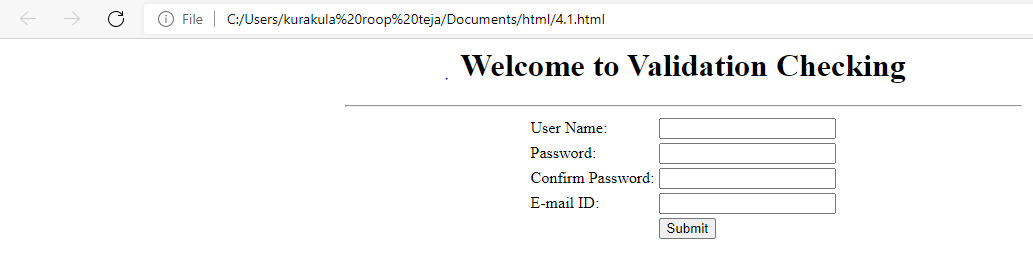 File C:/Users/kurakula%20roop%20teja/Documents/html/4.1.html
Welcome to Validation Checking
User Name:
Password:
Confirm Password:
E-mail ID:
Submit